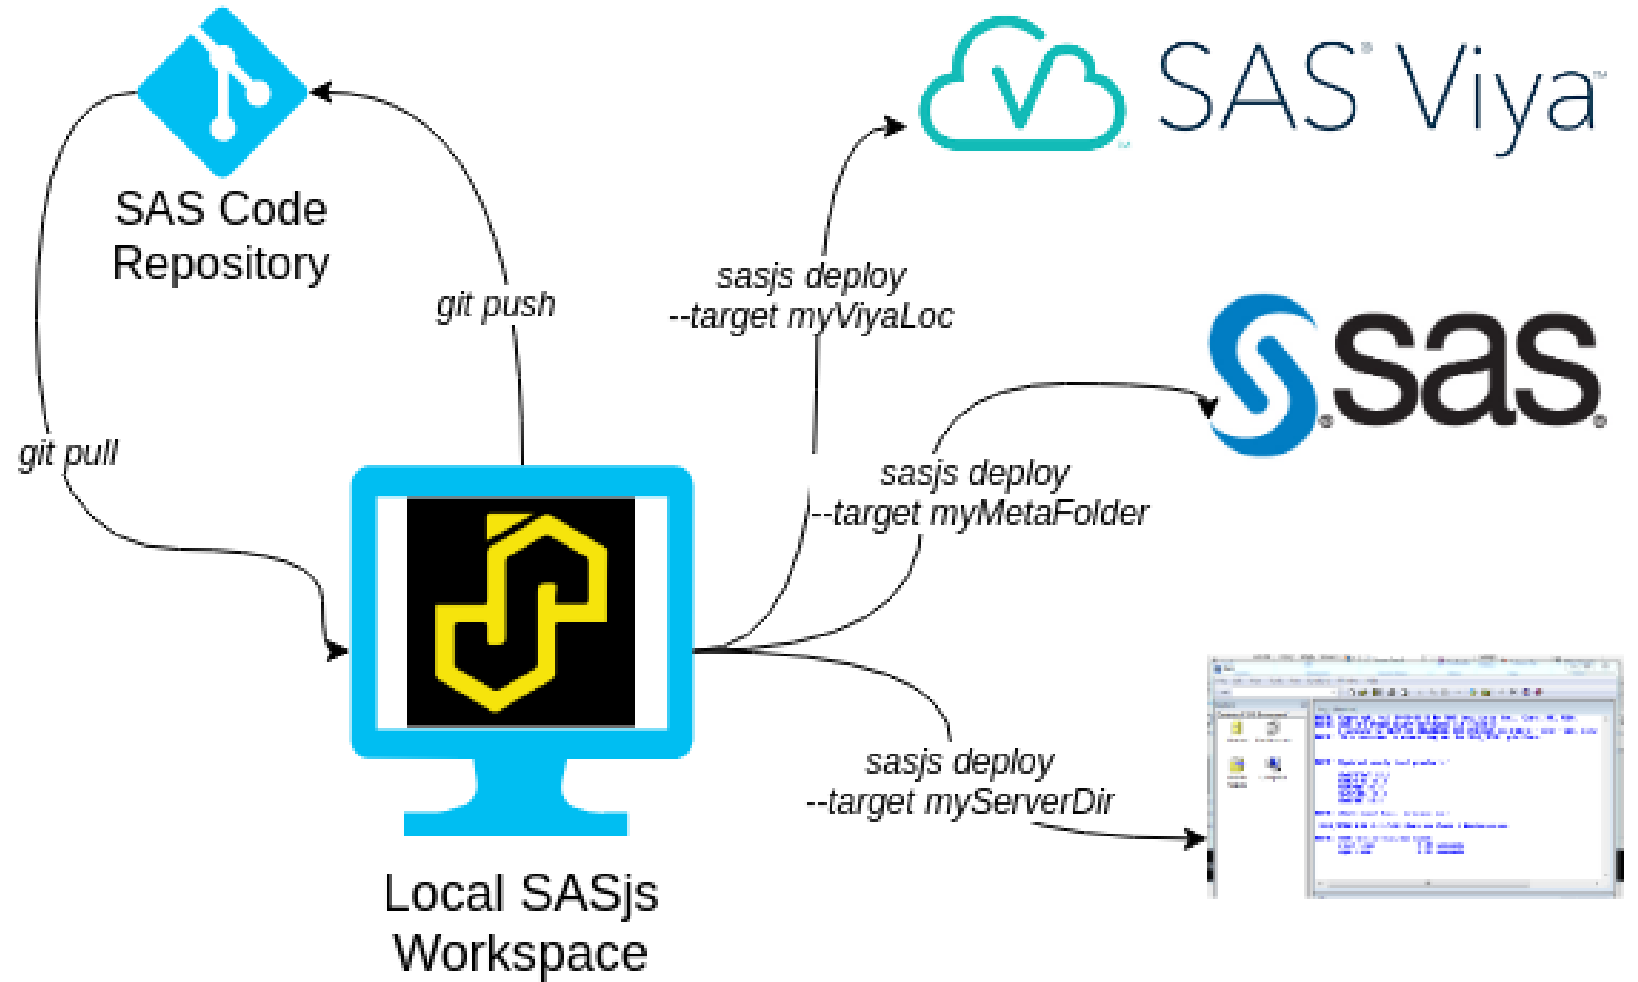 SAS® Viya™
SAS Code
Repository
git push
sasjs deploy
--target myViyaLoc
sas
git pull
sasjs deploy
--target myMetaFolder
sasjs deploy
--target myServerDir
Local SASjs
Workspace